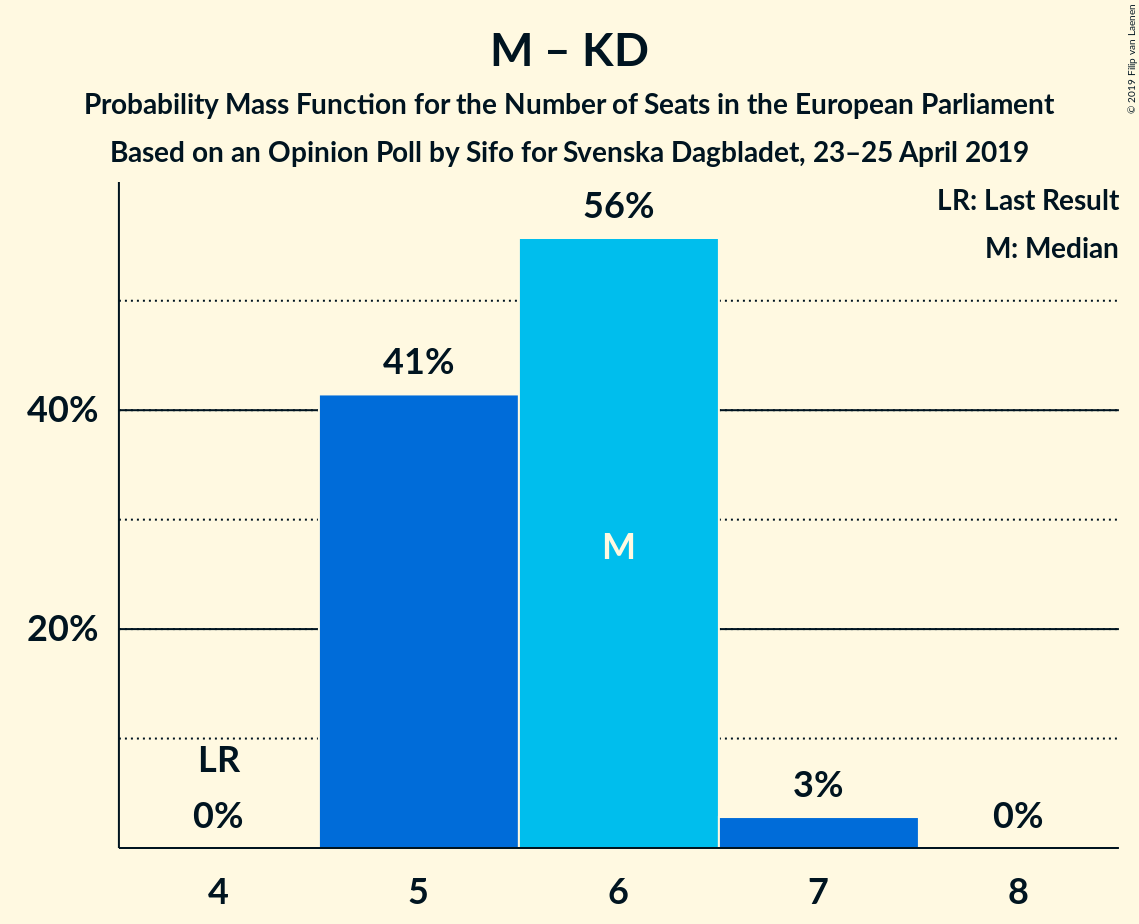 M – KD
Probability Mass Function for the Number of Seats in the European Parliament
Based on an Opinion Poll by Sifo for Svenska Dagbladet, 23–25 April 2019
© 2019 Filip van Laenen
LR: Last Result
M: Median
56%
41%
40%
M
20%
LR
0%
3%
0%
4 5 6 7 8